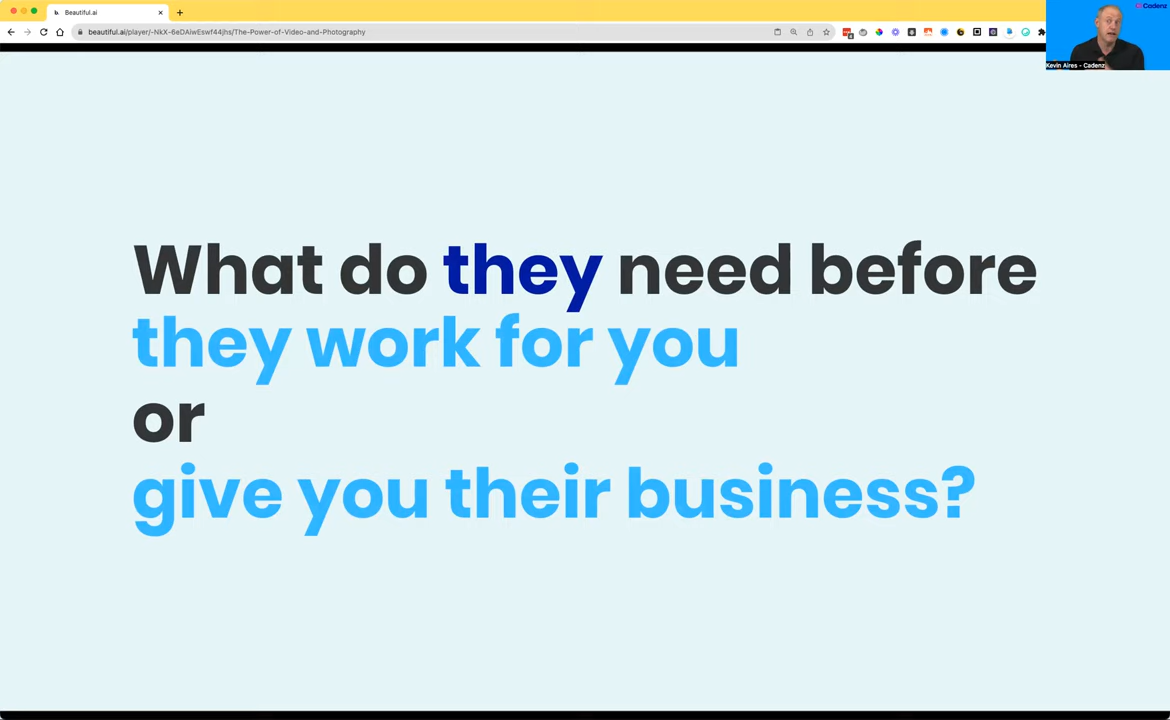 Beautiful.ai
Cadenz
beautiful.ai/player/-NkX-6eDAiwEswf44jhs/The-Power-of-Video-and-Photography
Kevin Aires - Cadenz
What do they need before
they work for you
or
give you their business?